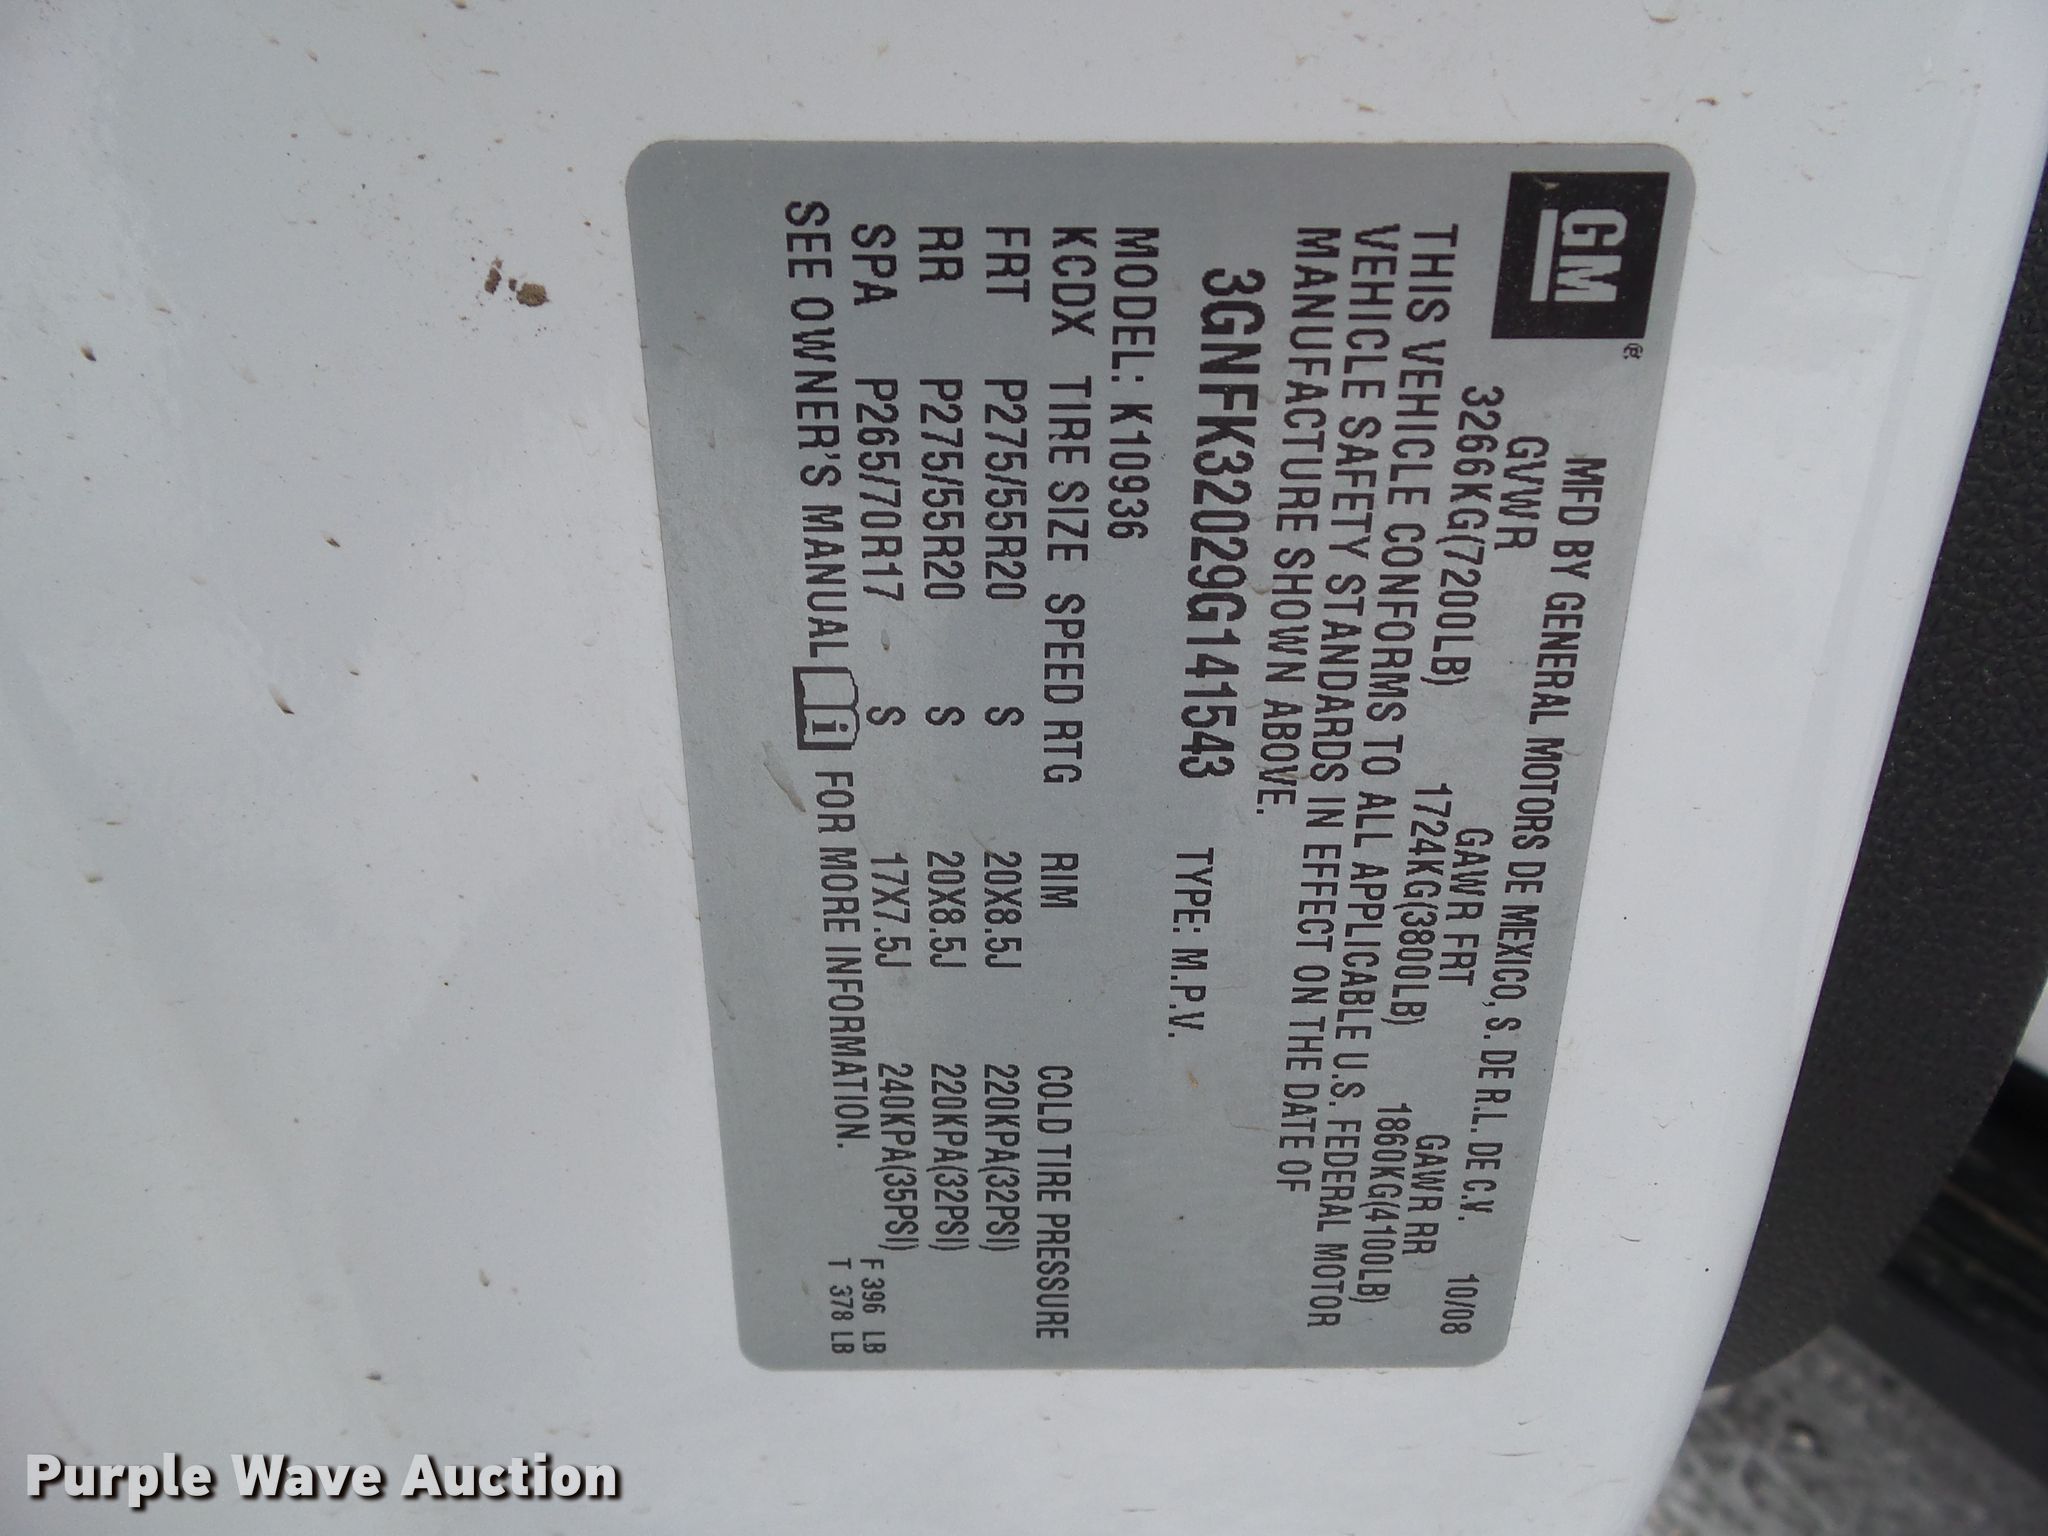 GM ®
MFD BY GENERAL MOTORS DE MEXICO, S. DE R.L. DE C.V. 10/08
GVWR GAWR FRT GAWR RR
3266KG(7200LB) 1724KG(3800LB) 1860KG(4100LB)
THIS VEHICLE CONFORMS TO ALL APPLICABLE U.S. FEDERAL MOTOR
VEHICLE SAFETY STANDARDS IN EFFECT ON THE DATE OF
MANUFACTURE SHOWN ABOVE.
3GNFK32029G141543 TYPE: M.P.V.
MODEL: K10936
KCDX TIRE SIZE SPEED RTG RIM COLD TIRE PRESSURE
FRT P275/55R20 S 20X8.5J 220KPA(32PSI)
RR P275/55R20 S 20X8.5J 220KPA(32PSI)
SPA P265/70R17 S 17X7.5J 240KPA(35PSI)
SEE OWNER'S MANUAL i FOR MORE INFORMATION.
F 396 LB
T 378 LB
Purple Wave Auction